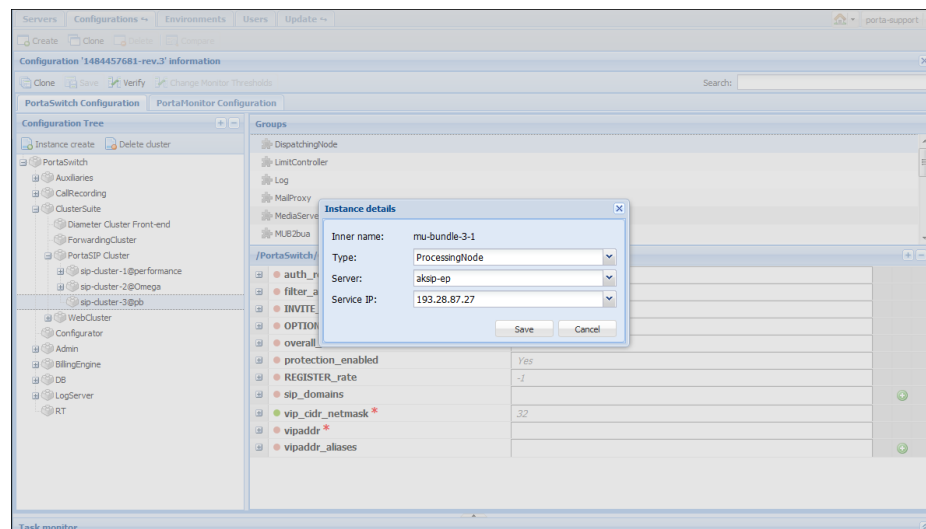 Servers Configurations Environments Users Update porta-support
Create Clone Delete Compare
Configuration '1484457681-rev.3' information
Clone Save Verify Change Monitor Thresholds Search:
PortaSwitch Configuration PortaMonitor Configuration
Configuration Tree Groups
Instance create Delete cluster DispatchingNode
PortaSwitch LimitController
Auxiliaries Log
CallRecording MailProxy
ClusterSuite Instance details
Diameter Cluster Front-end MUB2bua
ForwardingCluster Inner name: mu-bundle-3-1
PortaSIP Cluster /PortaSwitch/ Type: ProcessingNode
sip-cluster-1@performance Server: aksip-ep
sip-cluster-2@Omega Service IP: 193.28.87.27
sip-cluster-3@pb INVITE_
WebCluster Save Cancel
Configurator overall_
Admin protection_enabled Yes
BillingEngine REGISTER_rate -1
DB sip_domains
LogServer vip_cidr_netmask * 32
RT vipaddr *
vipaddr_aliases
Task monitor